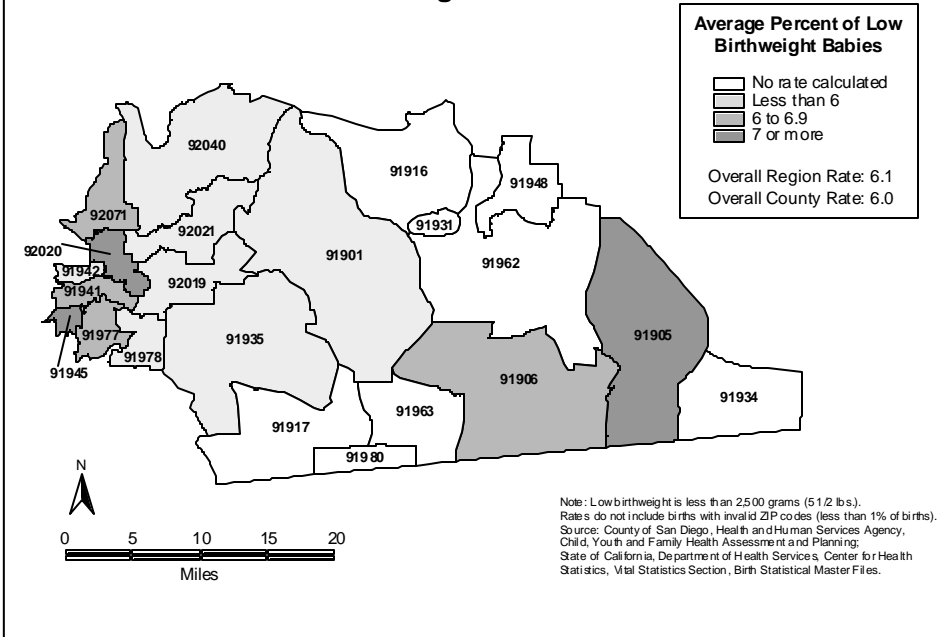 Average Percent of Low
Birthweight Babies
No rate calculated
Less than 6
6 to 6.9
7 or more
Overall Region Rate: 6.1
Overall County Rate: 6.0
92040
91916
91948
92071
91931
92021
92020
91901
91962
91942
92019
91941
91977
91935
91905
91978
91945
91906
91934
91963
91917
91980
N
0 5 10 15 20
Miles
Note: Low birthweight is less than 2,500 grams (5 1/2 lbs.).
Rates do not include births with invalid ZIP codes (less than 1% of births).
Source: County of San Diego, Health and Human Services Agency,
Child, Youth and Family Health Assessment and Planning;
State of California, Department of Health Services, Center for Health
Statistics, Vital Statistics Section, Birth Statistical Master Files.